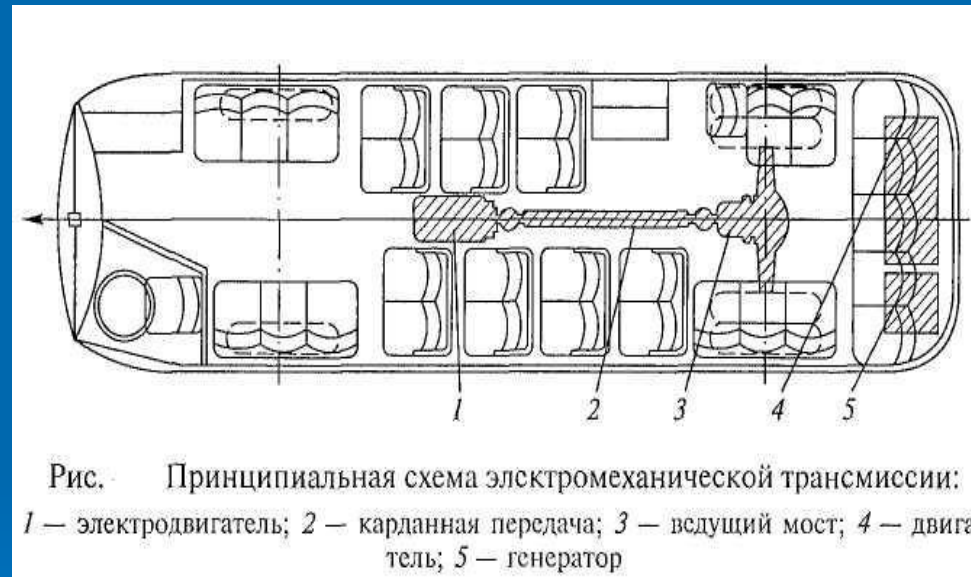 1 2 3 4 5
Рис. Принципиальная схема электромеханической трансмиссии:
1 — электродвигатель; 2 — карданная передача; 3 — ведущий мост; 4 — двига
тель; 5 — генератор